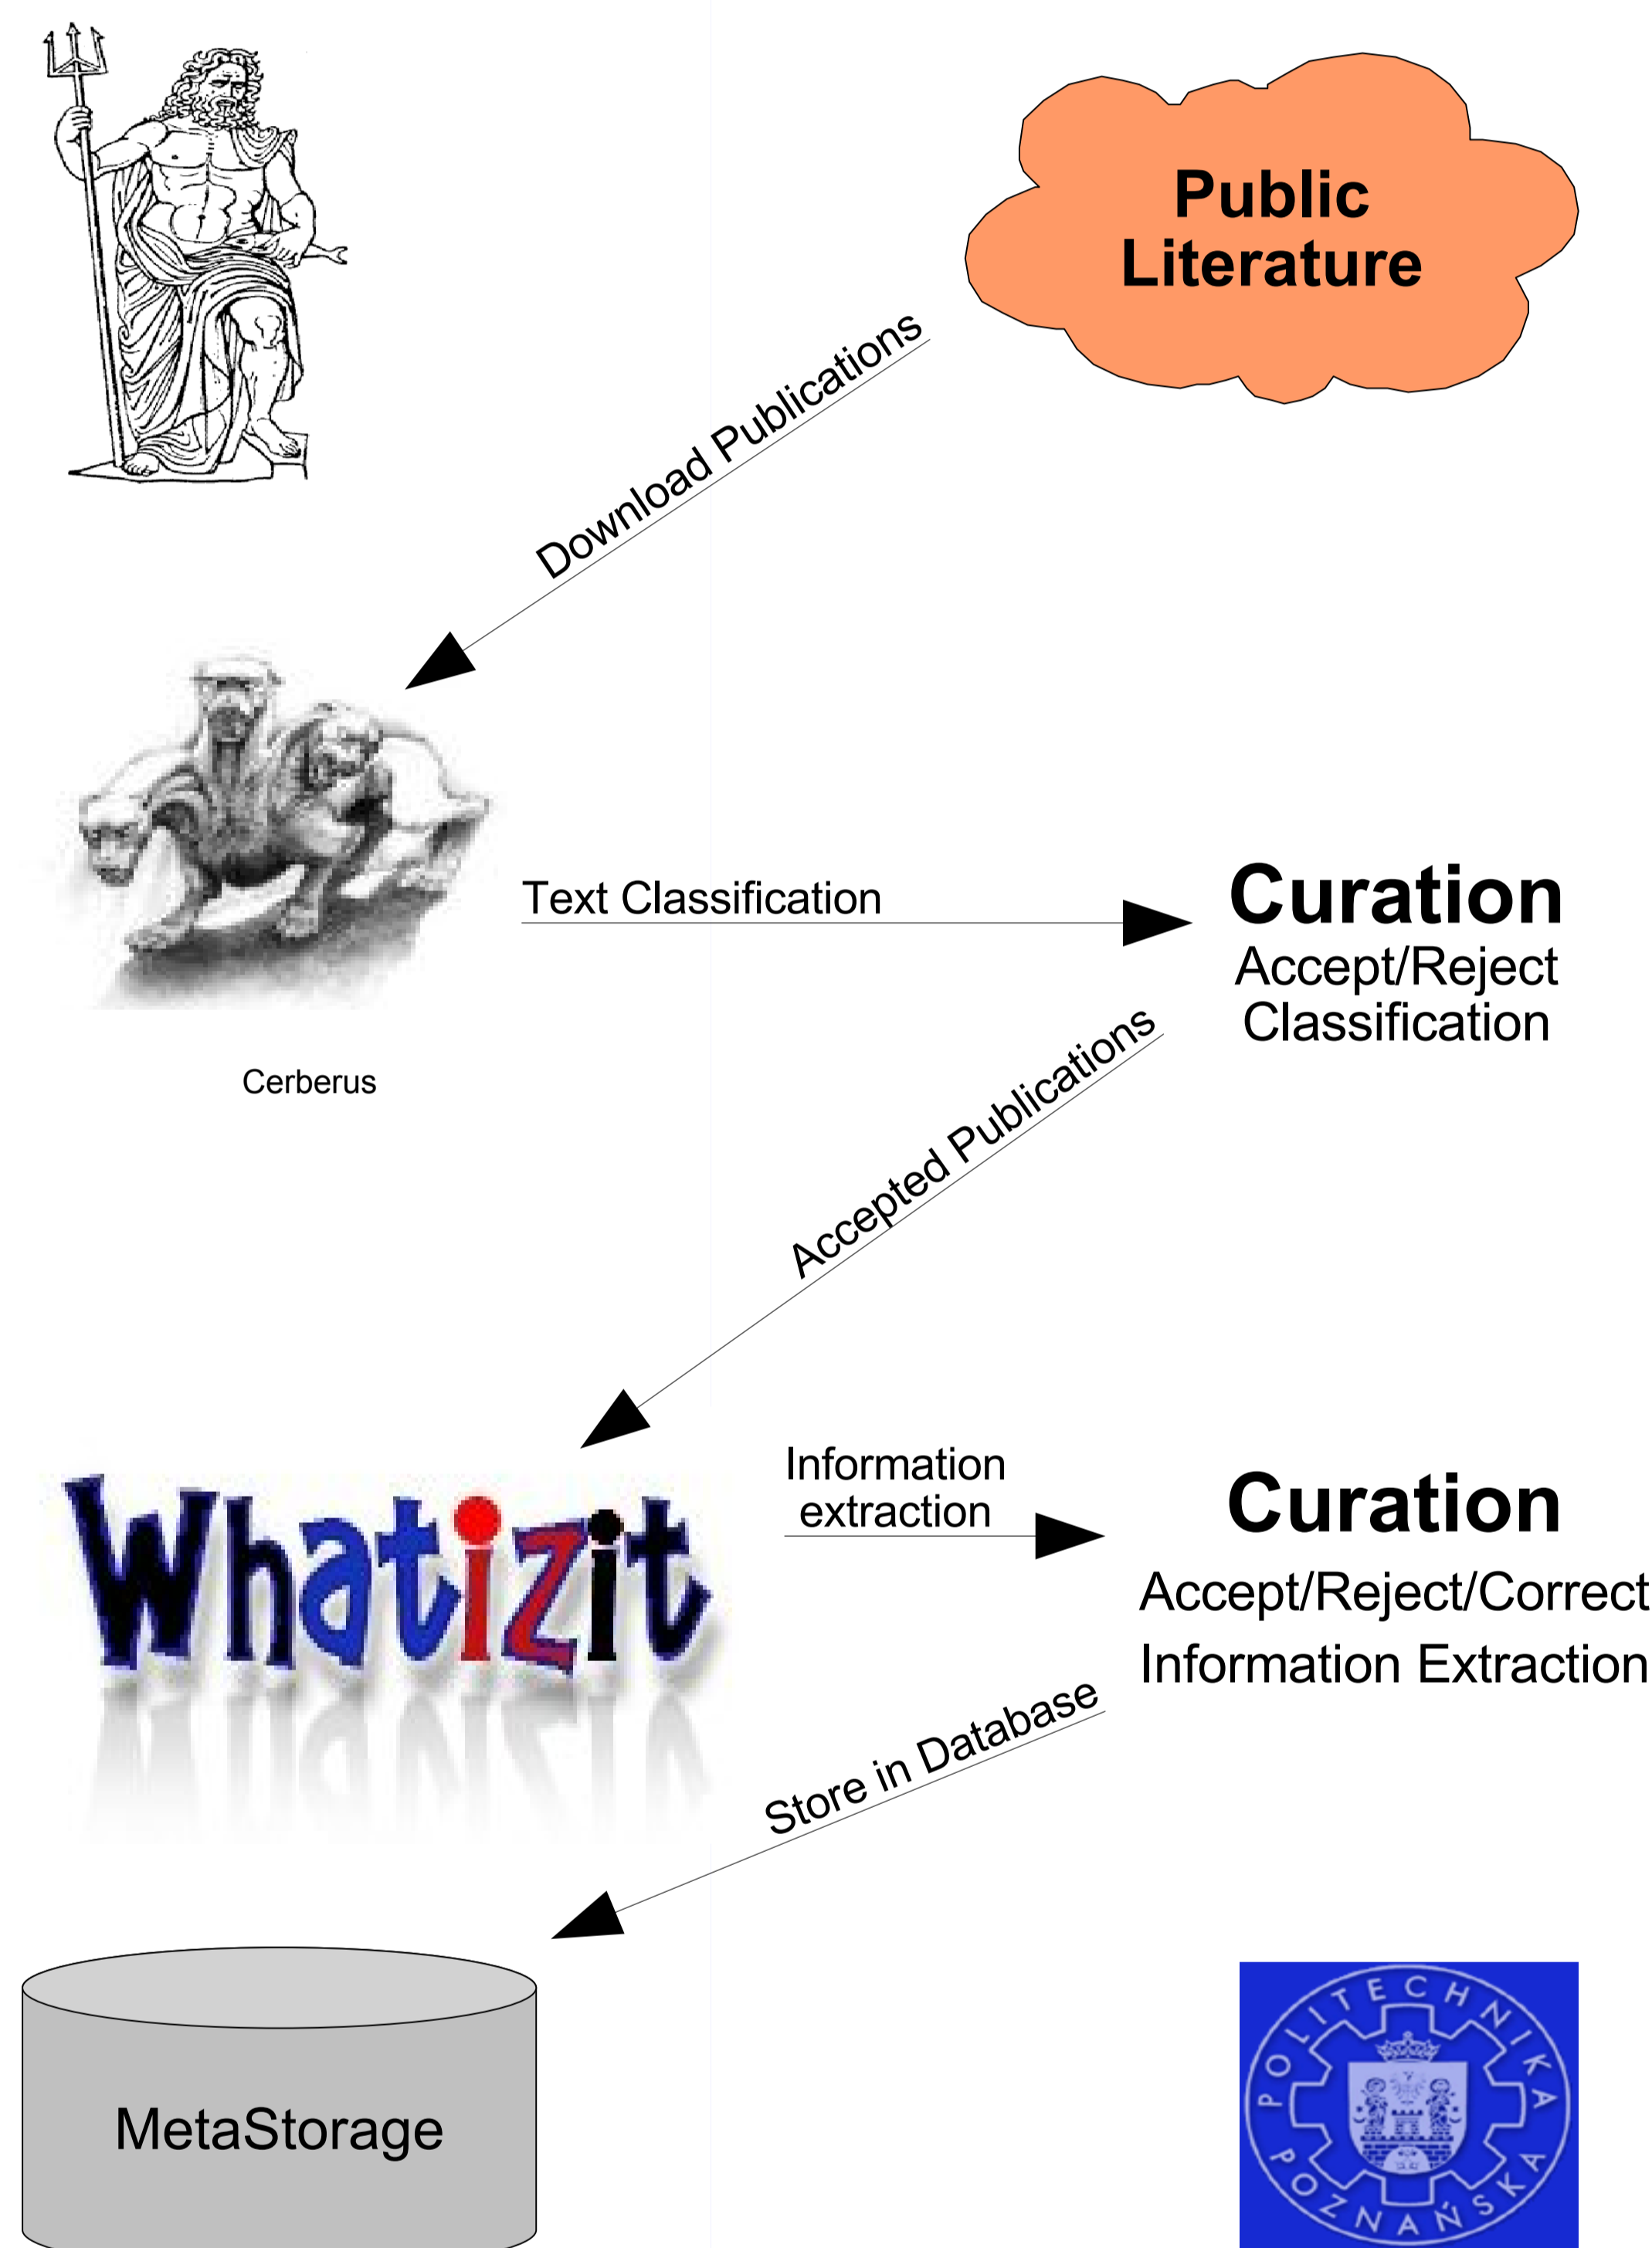 Public
Literature
Download Publications
Text Classification
Curation
Accept/Reject
Classification
Cerberus
Accepted Publications
Whatizit
Information
extraction
Curation
Accept/Reject/Correct
Information Extraction
Store in Database
MetaStorage
POLITECHNIKA
POZNAŃSKA